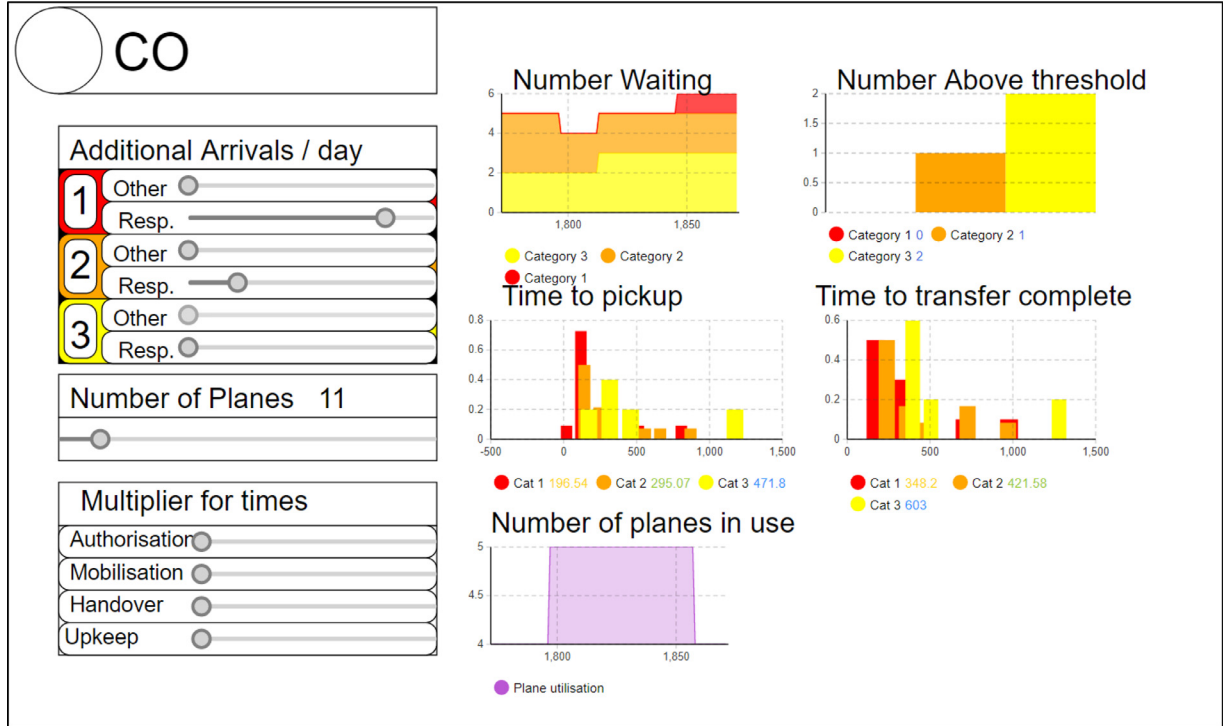 CO
Additional Arrivals / day
1
Other
Resp.
2
Other
Resp.
3
Other
Resp.
Number of Planes 11
Multiplier for times
Authorisation
Mobilisation
Handover
Upkeep
Number Waiting
6
4
2
0
1,800 1,850
Category 3 Category 2
Category 1
Number Above threshold
2
1.5
1
0.5
0
Category 1 0 Category 2 1
Category 3 2
Time to pickup
0.8
0.6
0.4
0.2
0
-500 0 500 1,000 1,500
Cat 1 196.54 Cat 2 295.07 Cat 3 471.8
Time to transfer complete
0.6
0.4
0.2
0
0 500 1,000 1,500
Cat 1 348.2 Cat 2 421.58
Cat 3 603
Number of planes in use
5
4.5
4
1,800 1,850
Plane utilisation